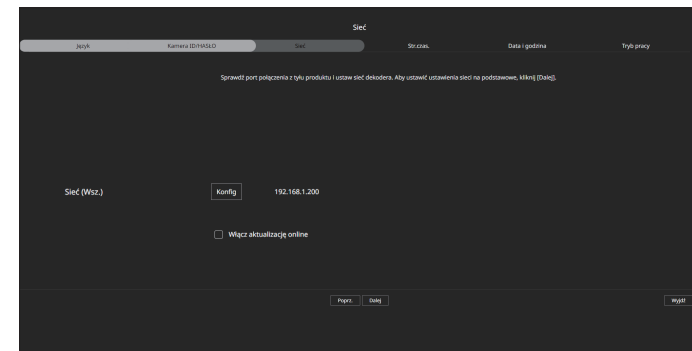 Sieć
Język Kamera ID/HASŁO Sieć Str.czas. Data i godzina Tryb pracy
Sprawdź port połączenia z tyłu produktu i ustaw sieć dekodera. Aby ustawić ustawienia sieci na podstawowe, kliknij [Dalej].
Sieć (Wsz.) Konfig 192.168.1.200
Włącz aktualizację online
Poprz. Dalej Wyjdź